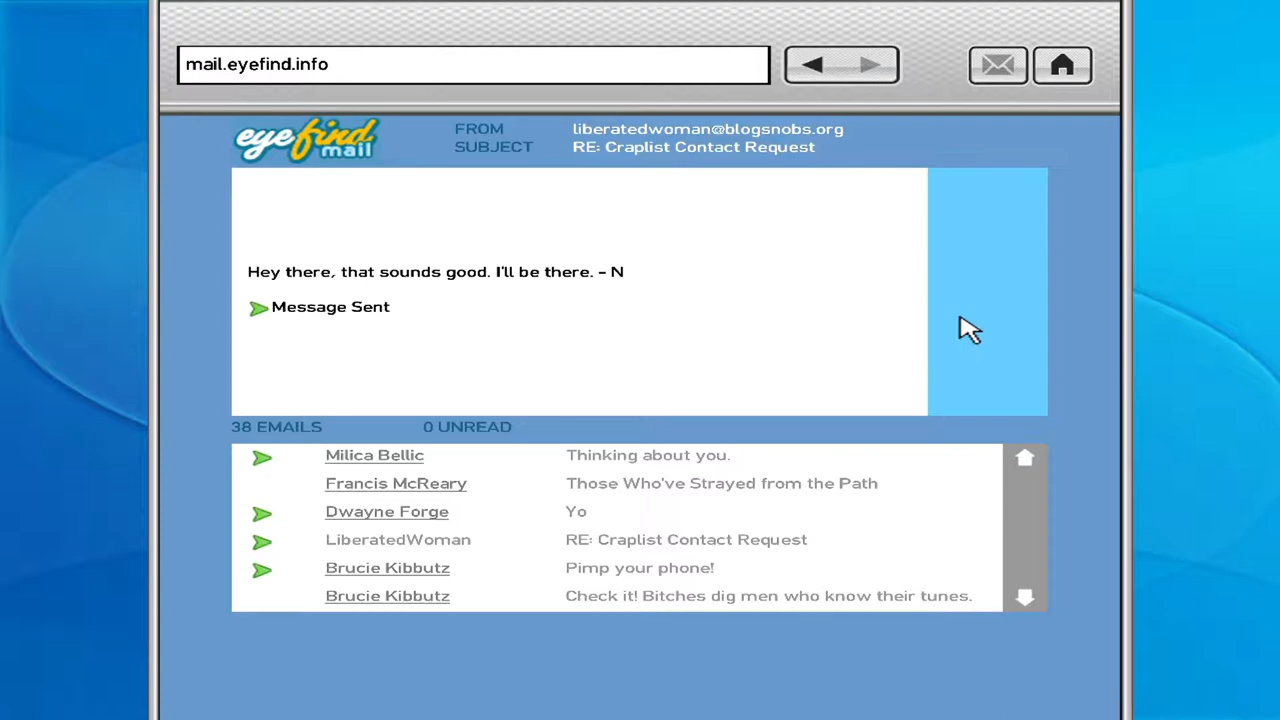 mail.eyefind.info
eyefind mail
FROM liberatedwoman@blogsnobs.org
SUBJECT RE: Craplist Contact Request
Hey there, that sounds good. I'll be there. - N
Message Sent
38 EMAILS 0 UNREAD
Milica Bellic Thinking about you.
Francis McReary Those Who've Strayed from the Path
Dwayne Forge Yo
LiberatedWoman RE: Craplist Contact Request
Brucie Kibbutz Pimp your phone!
Brucie Kibbutz Check it! Bitches dig men who know their tunes.